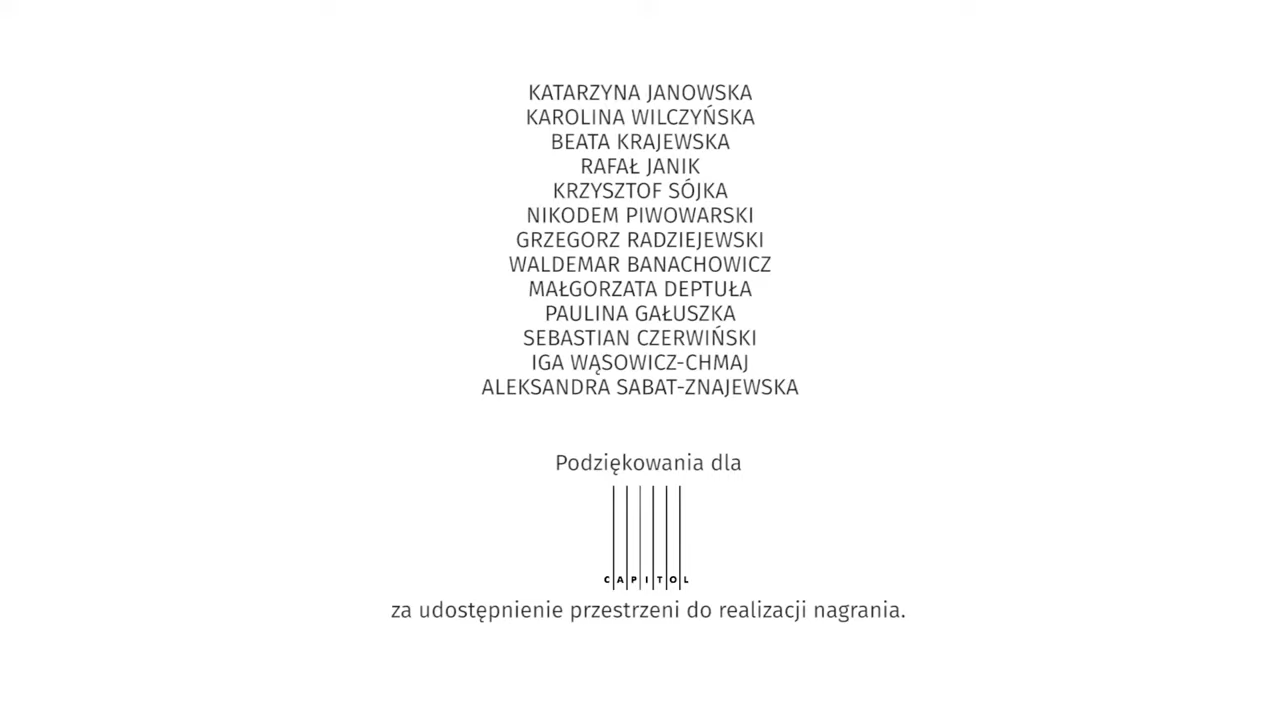 KATARZYNA JANOWSKA
KAROLINA WILCZYŃSKA
BEATA KRAJEWSKA
RAFAŁ JANIK
KRZYSZTOF SÓJKA
NIKODEM PIWOWARSKI
GRZEGORZ RADZIEJEWSKI
WALDEMAR BANACHOWICZ
MAŁGORZATA DEPTUŁA
PAULINA GAŁUSZKA
SEBASTIAN CZERWIŃSKI
IGA WĄSOWICZ-CHMAJ
ALEKSANDRA SABAT-ZNAJEWSKA
Podziękowania dla
CAPITOL
za udostępnienie przestrzeni do realizacji nagrania.